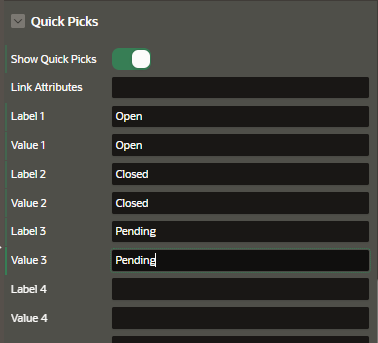 Quick Picks
Show Quick Picks
Link Attributes
Label 1 Open
Value 1 Open
Label 2 Closed
Value 2 Closed
Label 3 Pending
Value 3 Pending
Label 4
Value 4